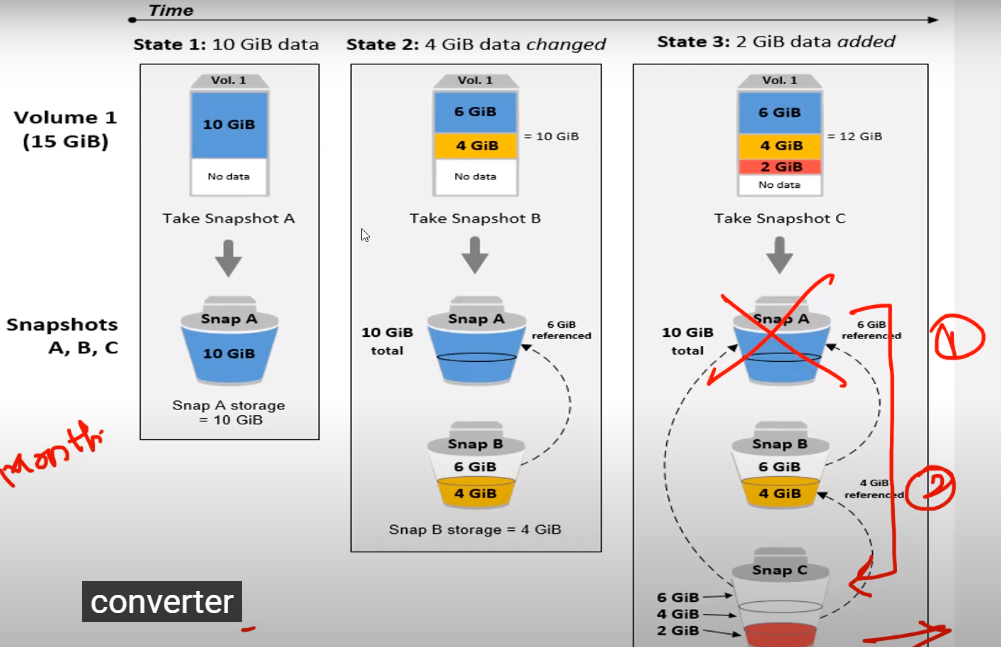 Time
State 1: 10 GiB data
State 2: 4 GiB data changed
State 3: 2 GiB data added
Volume 1
(15 GiB)
Vol. 1
10 GiB
No data
Take Snapshot A
Vol. 1
6 GiB
4 GiB
= 10 GiB
No data
Take Snapshot B
Vol. 1
6 GiB
4 GiB
2 GiB
= 12 GiB
No data
Take Snapshot C
Snapshots
A, B, C
Snap A
10 GiB
Snap A storage
= 10 GiB
10 GiB
total
Snap A
6 GiB
referenced
Snap B
6 GiB
4 GiB
Snap B storage = 4 GiB
10 GiB
total
Snap A
6 GiB
referenced
1
Snap B
6 GiB
4 GiB
4 GiB
referenced
2
Snap C
6 GiB
4 GiB
2 GiB
Month
converter